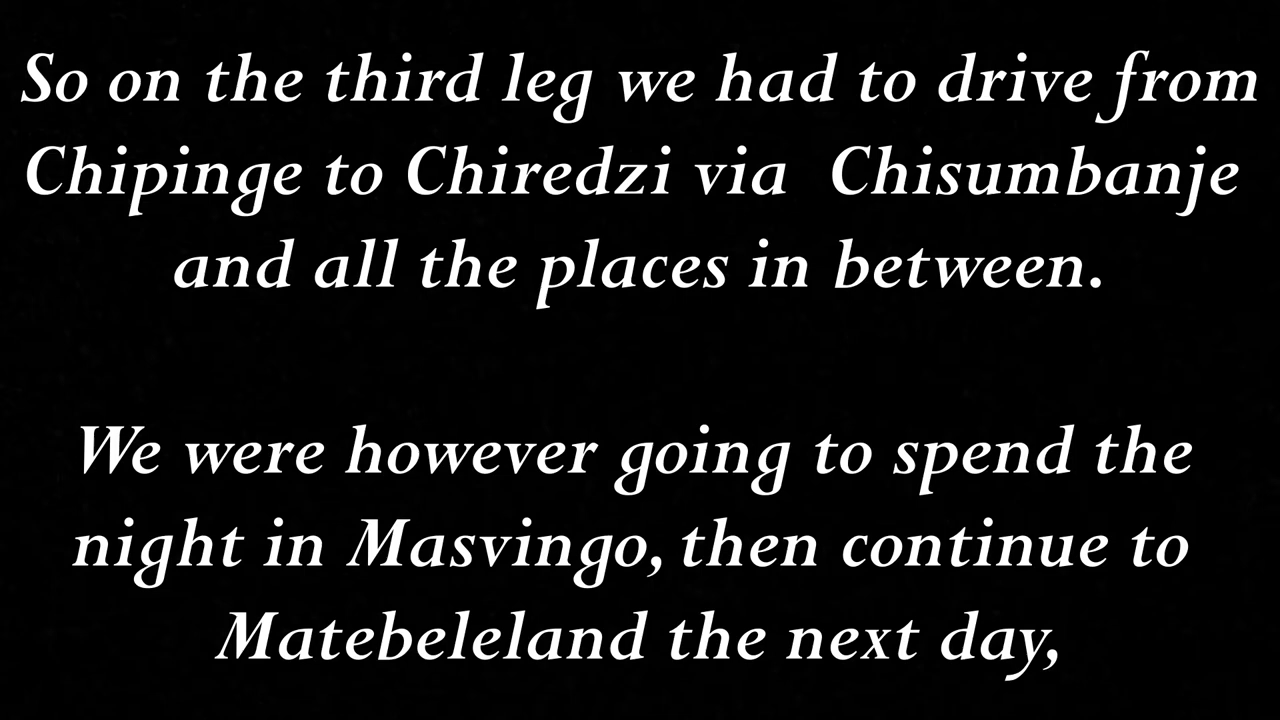 So on the third leg we had to drive from
Chipinge to Chiredzi via  Chisumbanje
and all the places in between.
We were however going to spend the
night in Masvingo, then continue to
Matebeleland the next day,